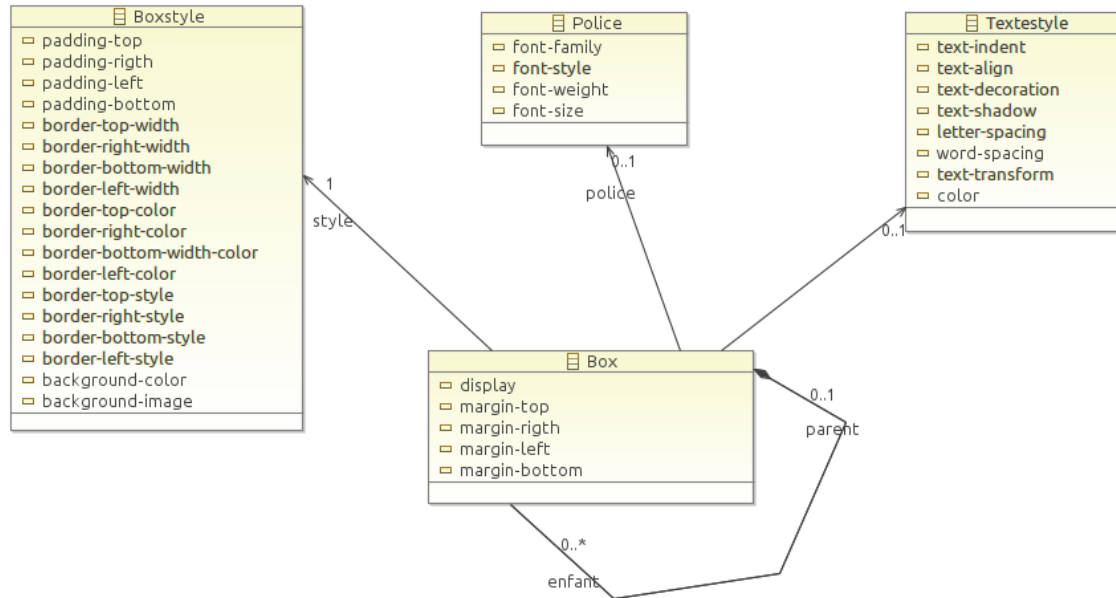 Boxstyle
padding-top
padding-rigth
padding-left
padding-bottom
border-top-width
border-right-width
border-bottom-width
border-left-width
border-top-color
border-right-color
border-bottom-width-color
border-left-color
border-top-style
border-right-style
border-bottom-style
border-left-style
background-color
background-image
Police
font-family
font-style
font-weight
font-size
Textestyle
text-indent
text-align
text-decoration
text-shadow
letter-spacing
word-spacing
text-transform
color
1
style
0..1
police
0..1
Box
display
margin-top
margin-rigth
margin-left
margin-bottom
0..1
parent
0..*
enfant